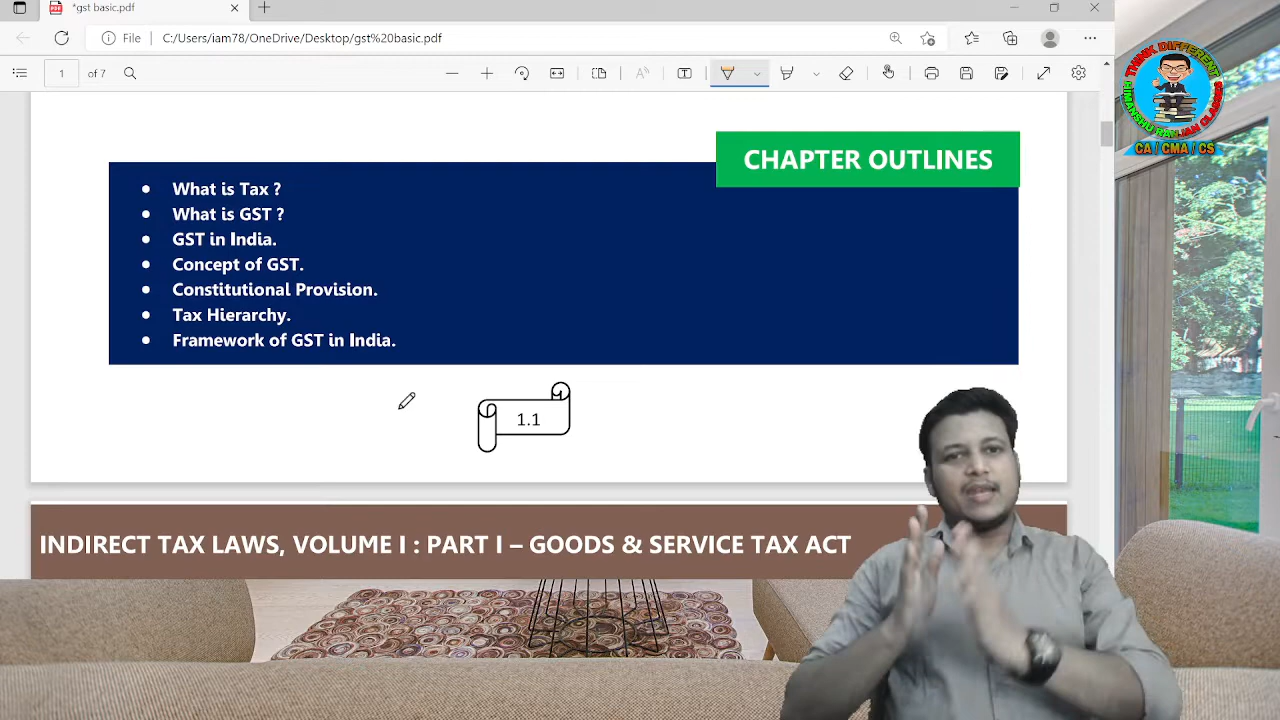 *gst basic.pdf
File
C:/Users/iam78/OneDrive/Desktop/gst%20basic.pdf
1 of 7
CHAPTER OUTLINES
What is Tax ?
What is GST ?
GST in India.
Concept of GST.
Constitutional Provision.
Tax Hierarchy.
Framework of GST in India.
1.1
INDIRECT TAX LAWS, VOLUME I : PART I – GOODS & SERVICE TAX ACT
THINK DIFFERENT
CA / CMA / CS